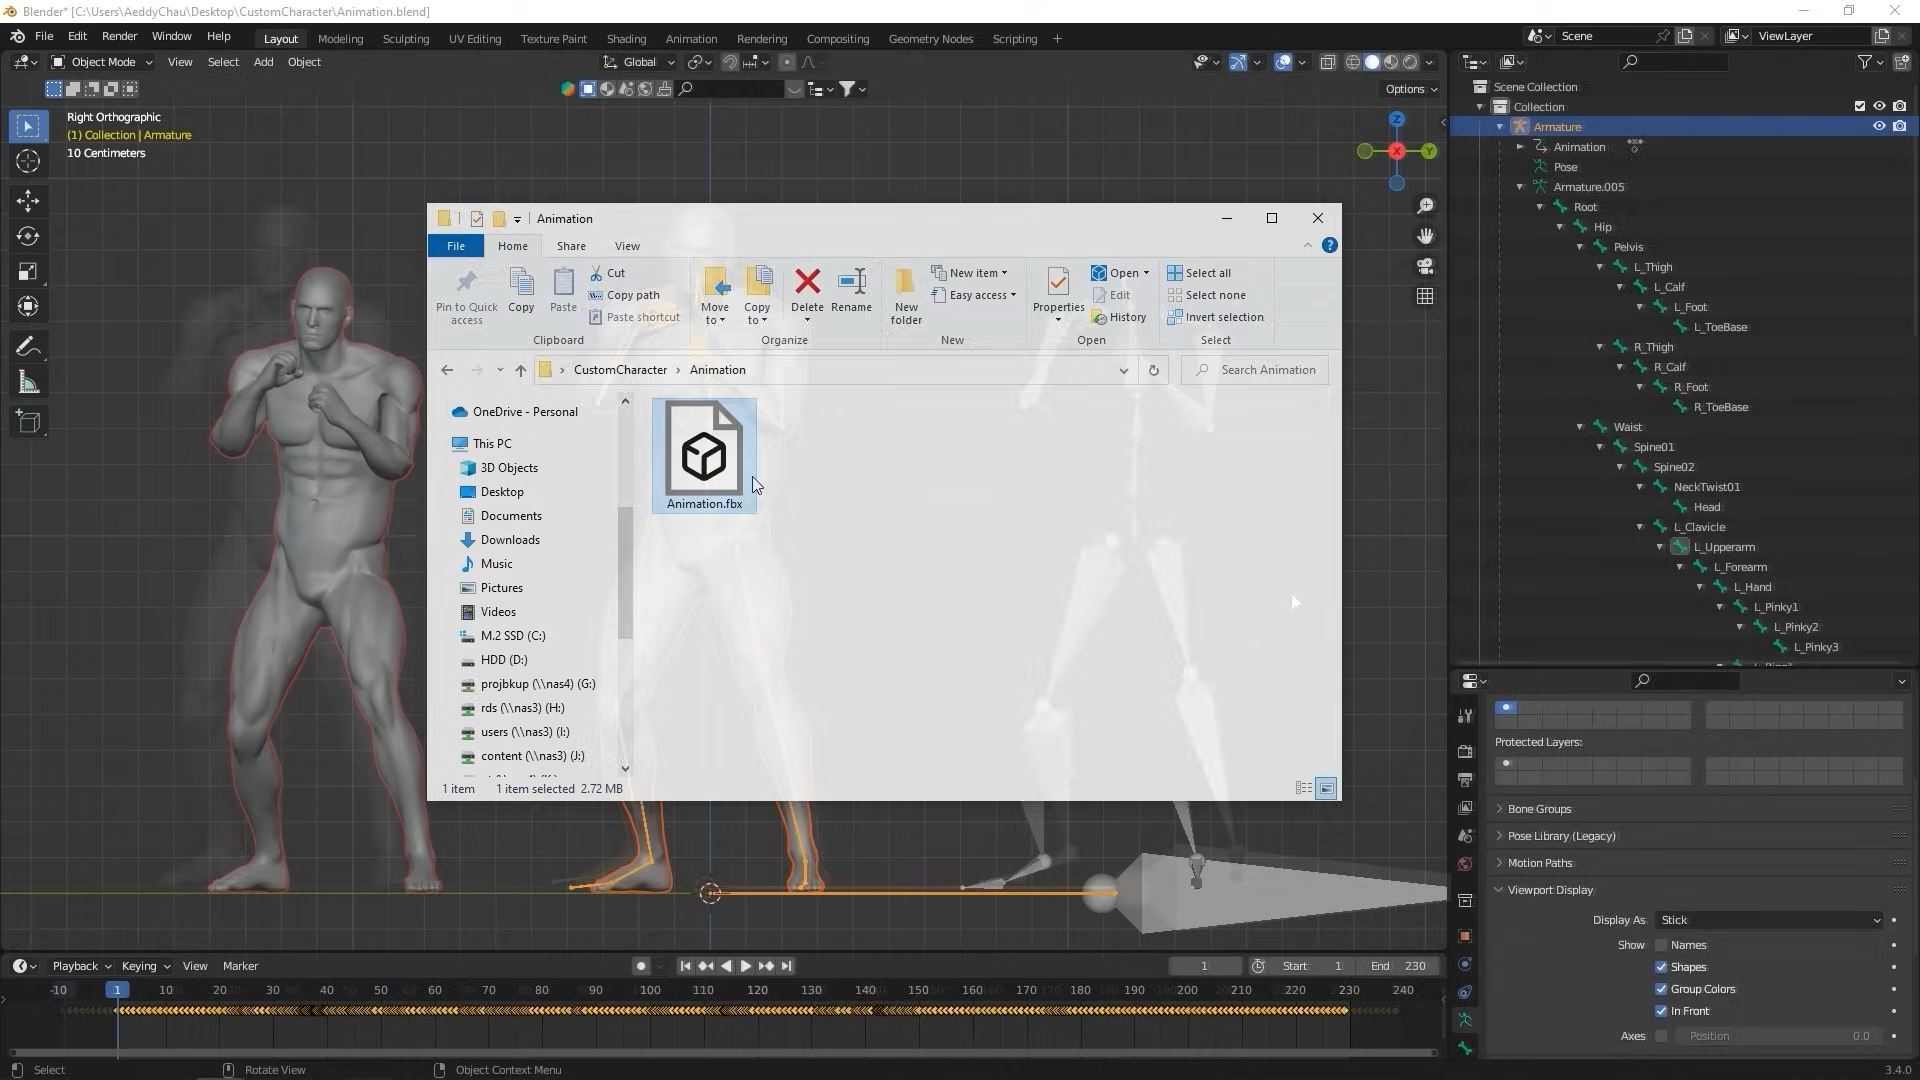 Blender* [C:\Users\AeddyChau\Desktop\CustomCharacter\Animation.blend]
File Edit Render Window Help Layout Modeling Sculpting UV Editing Texture Paint Shading Animation Rendering Compositing Geometry Nodes Scripting + Scene ViewLayer
Object Mode View Select Add Object Global
Options
Right Orthographic
(1) Collection | Armature
10 Centimeters
Z
X
Y
Scene Collection
Collection
Armature
Animation
Pose
Armature.005
Root
Hip
Pelvis
L_Thigh
L_Calf
L_Foot
L_ToeBase
R_Thigh
R_Calf
R_Foot
R_ToeBase
Waist
Spine01
Spine02
NeckTwist01
Head
L_Clavicle
L_Upperarm
L_Forearm
L_Hand
L_Pinky1
L_Pinky2
L_Pinky3
Animation
File Home Share View
Pin to Quick access
Copy
Paste
Cut
Copy path
Paste shortcut
Clipboard
Move to
Copy to
Delete
Rename
Organize
New folder
New item
Easy access
New
Properties
Open
Edit
History
Open
Select all
Select none
Invert selection
Select
CustomCharacter > Animation
Search Animation
OneDrive - Personal
This PC
3D Objects
Desktop
Documents
Downloads
Music
Pictures
Videos
M.2 SSD (C:)
HDD (D:)
projbkup (\\nas4) (G:)
rds (\\nas3) (H:)
users (\\nas3) (I:)
content (\\nas3) (J:)
Animation.fbx
1 item 1 item selected 2.72 MB
Protected Layers:
Bone Groups
Pose Library (Legacy)
Motion Paths
Viewport Display
Display As Stick
Show Names
Shapes
Group Colors
In Front
Axes Position 0.0
Playback Keying View Marker 1 Start 1 End 230
-10 1 10 20 30 40 50 60 70 80 90 100 110 120 130 140 150 160 170 180 190 200 210 220 230 240
Select Rotate View Object Context Menu 3.4.0